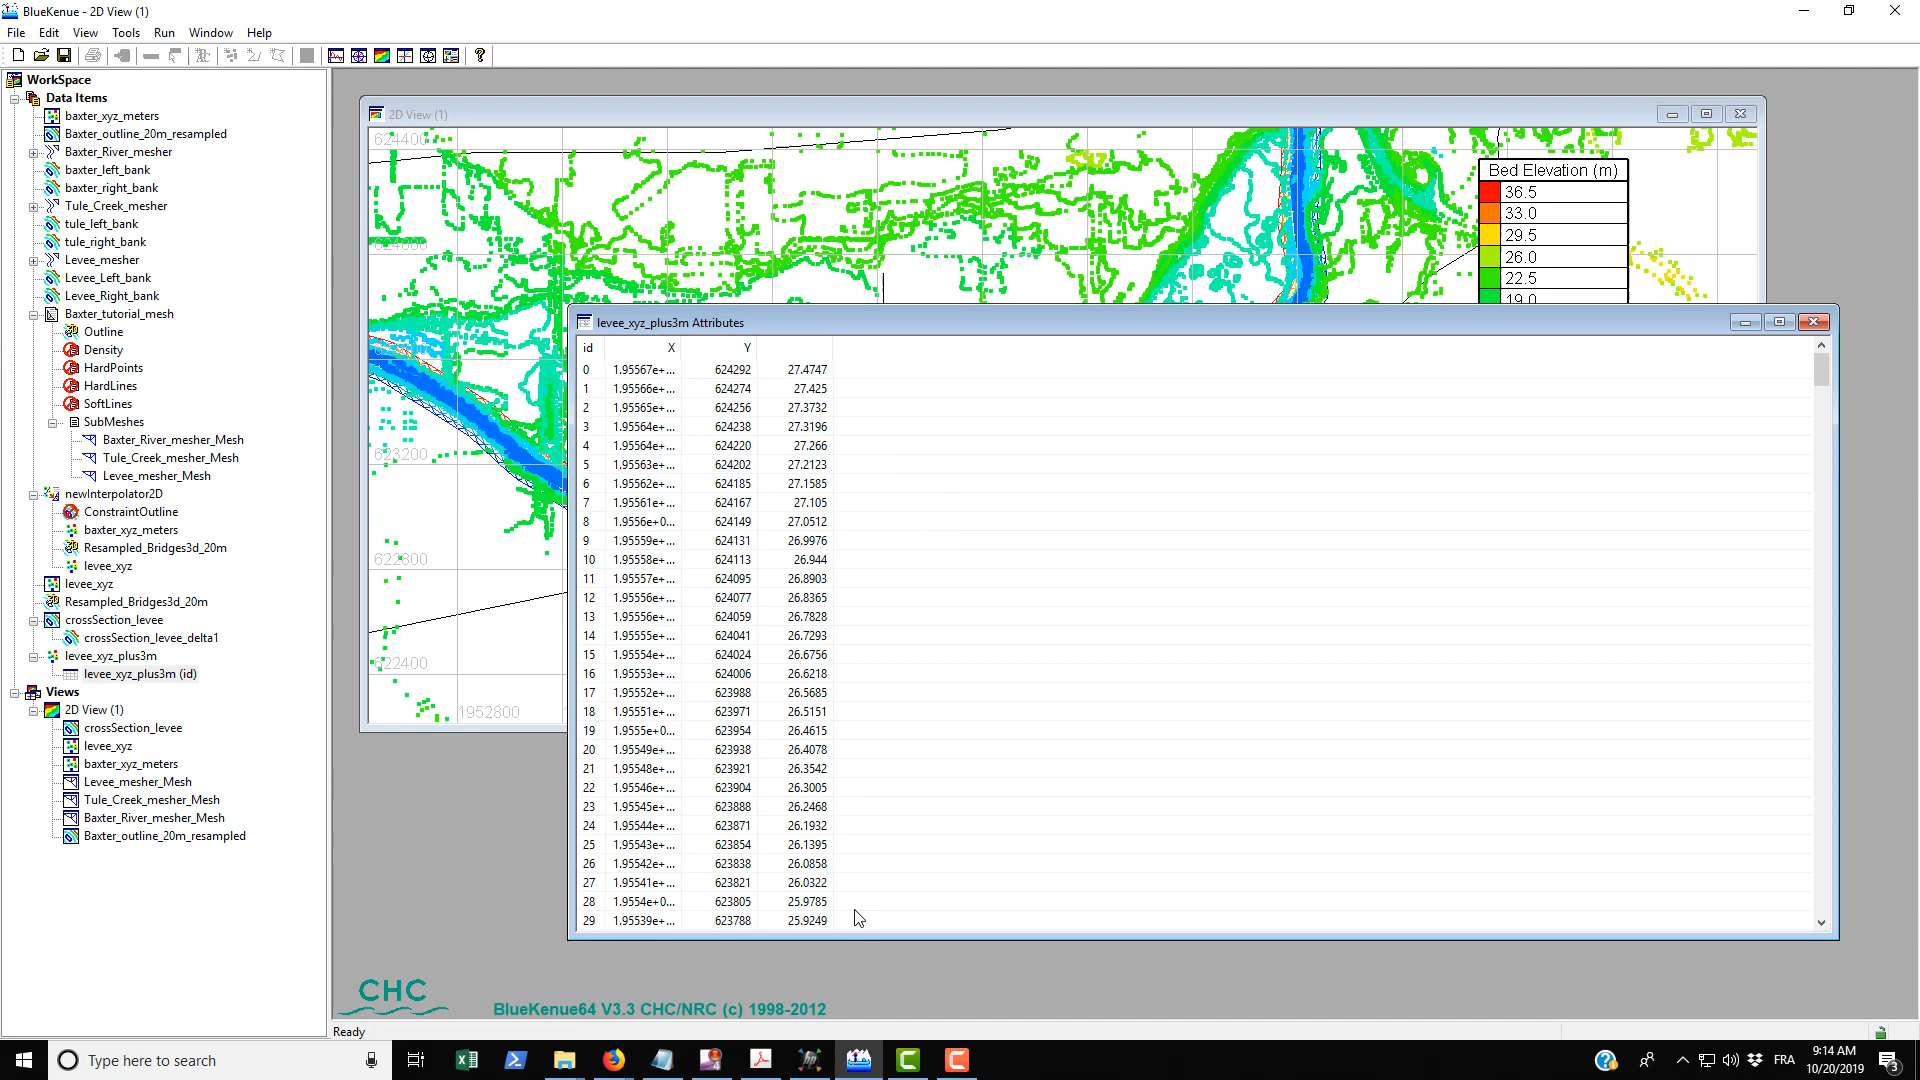 BlueKenue - 2D View (1)
File Edit View Tools Run Window Help
WorkSpace
Data Items
baxter_xyz_meters
Baxter_outline_20m_resampled
Baxter_River_mesher
baxter_left_bank
baxter_right_bank
Tule_Creek_mesher
tule_left_bank
tule_right_bank
Levee_mesher
Levee_Left_bank
Levee_Right_bank
Baxter_tutorial_mesh
Outline
Density
HardPoints
HardLines
SoftLines
SubMeshes
Baxter_River_mesher_Mesh
Tule_Creek_mesher_Mesh
Levee_mesher_Mesh
newInterpolator2D
ConstraintOutline
baxter_xyz_meters
Resampled_Bridges3d_20m
levee_xyz
levee_xyz
Resampled_Bridges3d_20m
crossSection_levee
crossSection_levee_delta1
levee_xyz_plus3m
levee_xyz_plus3m (id)
Views
2D View (1)
crossSection_levee
levee_xyz
baxter_xyz_meters
Levee_mesher_Mesh
Tule_Creek_mesher_Mesh
Baxter_River_mesher_Mesh
Baxter_outline_20m_resampled
2D View (1)
624400
624000
623200
622800
622400
1952800
Bed Elevation (m)
36.5
33.0
29.5
26.0
22.5
19.0
levee_xyz_plus3m Attributes
id X Y
0 1.95567e+... 624292 27.4747
1 1.95566e+... 624274 27.425
2 1.95565e+... 624256 27.3732
3 1.95564e+... 624238 27.3196
4 1.95564e+... 624220 27.266
5 1.95563e+... 624202 27.2123
6 1.95562e+... 624185 27.1585
7 1.95561e+... 624167 27.105
8 1.9556e+0... 624149 27.0512
9 1.95559e+... 624131 26.9976
10 1.95558e+... 624113 26.944
11 1.95557e+... 624095 26.8903
12 1.95556e+... 624077 26.8365
13 1.95556e+... 624059 26.7828
14 1.95555e+... 624041 26.7293
15 1.95554e+... 624024 26.6756
16 1.95553e+... 624006 26.6218
17 1.95552e+... 623988 26.5685
18 1.95551e+... 623971 26.5151
19 1.9555e+0... 623954 26.4615
20 1.95549e+... 623938 26.4078
21 1.95548e+... 623921 26.3542
22 1.95546e+... 623904 26.3005
23 1.95545e+... 623888 26.2468
24 1.95544e+... 623871 26.1932
25 1.95543e+... 623854 26.1395
26 1.95542e+... 623838 26.0858
27 1.95541e+... 623821 26.0322
28 1.9554e+0... 623805 25.9785
29 1.95539e+... 623788 25.9249
CHC
BlueKenue64 V3.3 CHC/NRC (c) 1998-2012
Ready
Type here to search
FRA
9:14 AM
10/20/2019
3